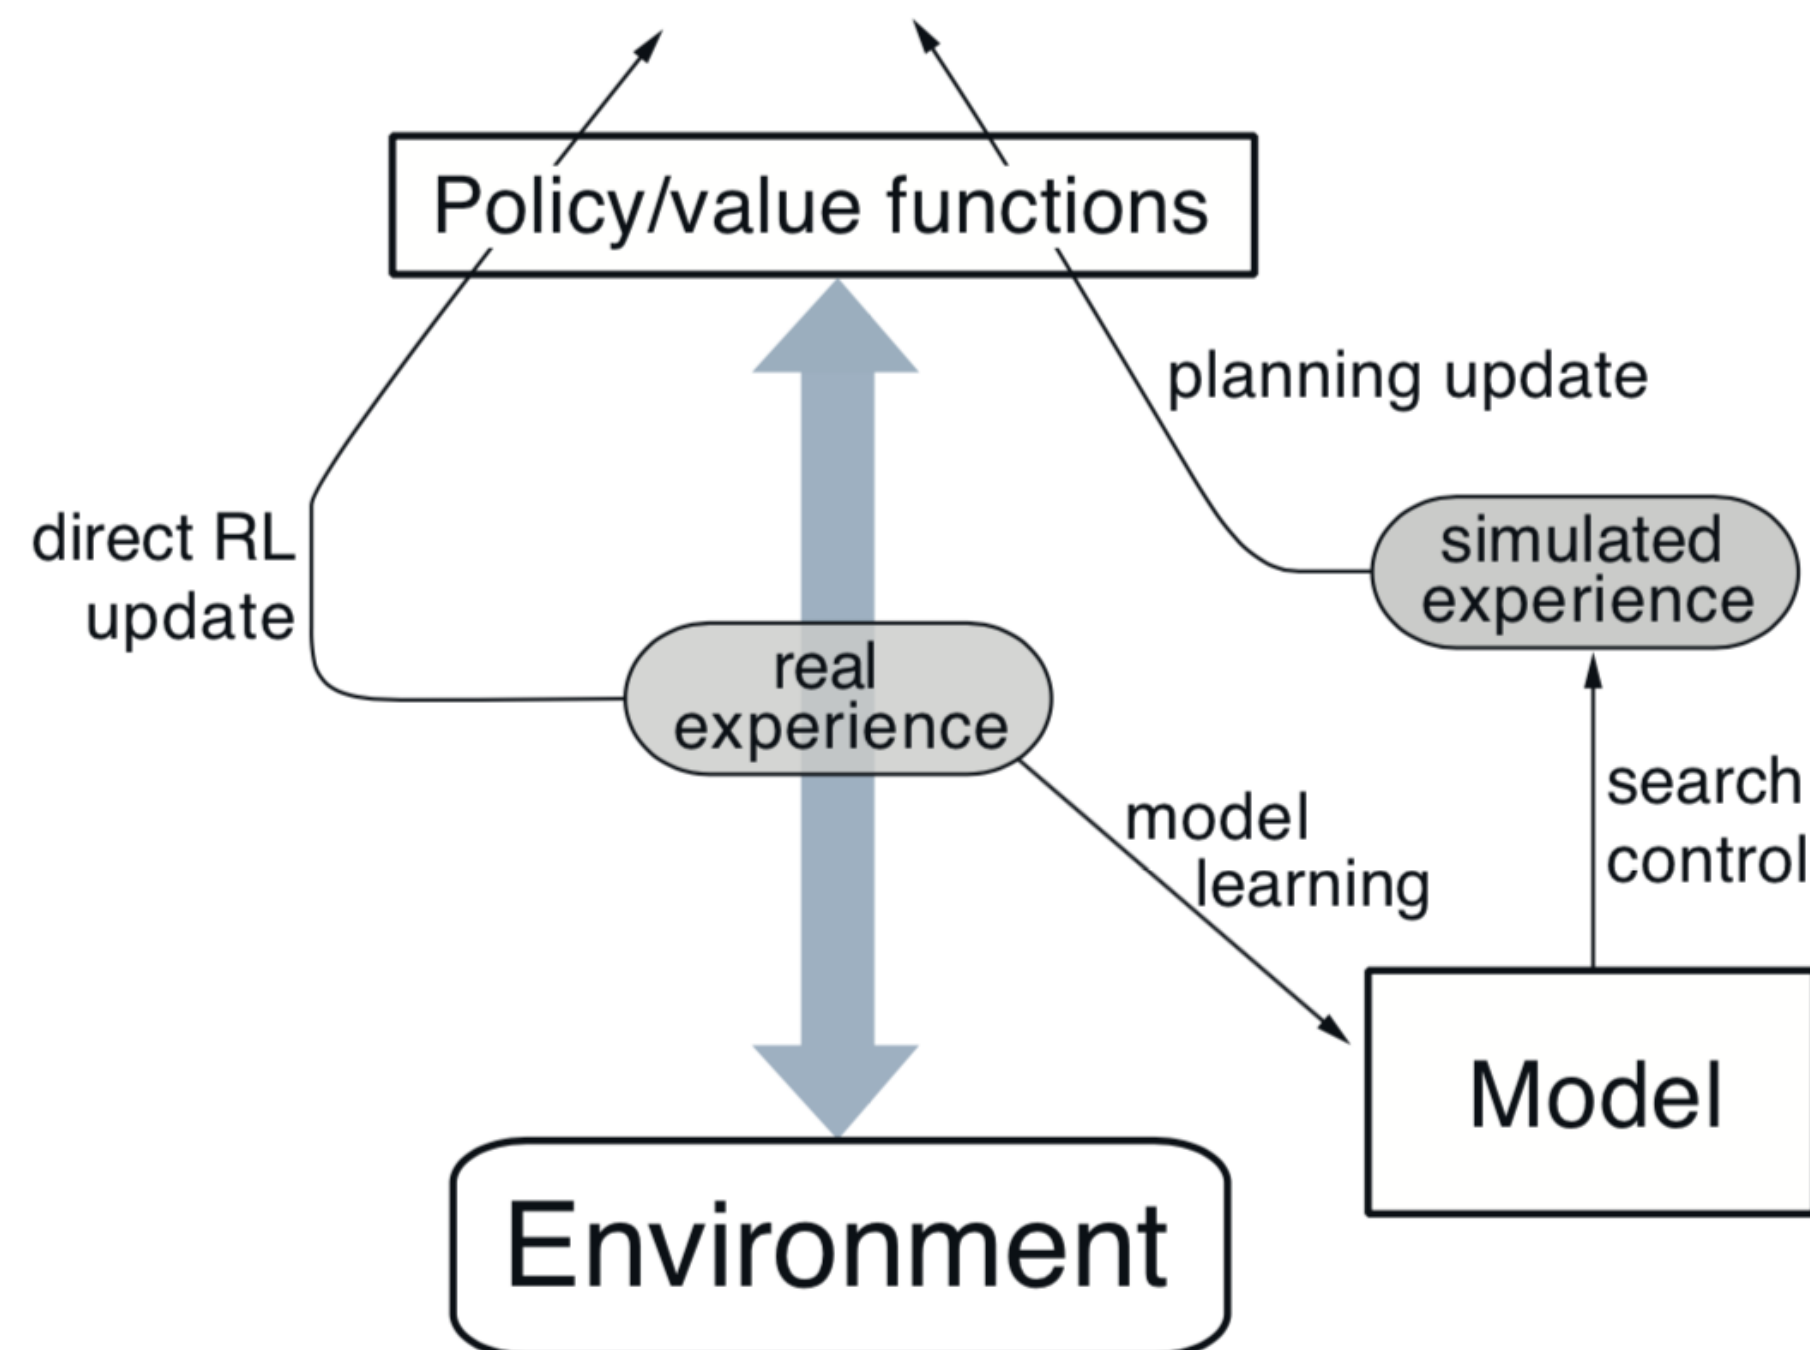 Policy/value functions
planning update
direct RL
update
simulated
experience
real
experience
model
learning
search
control
Model
Environment